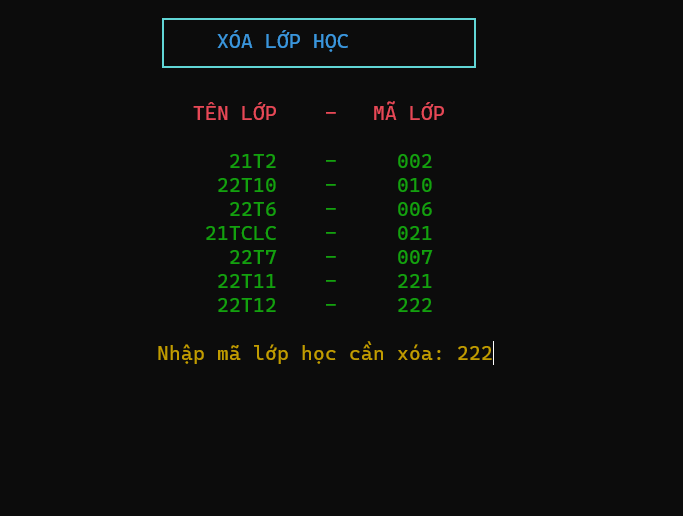 XÓA LỚP HỌC
TÊN LỚP - MÃ LỚP
21T2 - 002
22T10 - 010
22T6 - 006
21TCLC - 021
22T7 - 007
22T11 - 221
22T12 - 222
Nhập mã lớp học cần xóa: 222